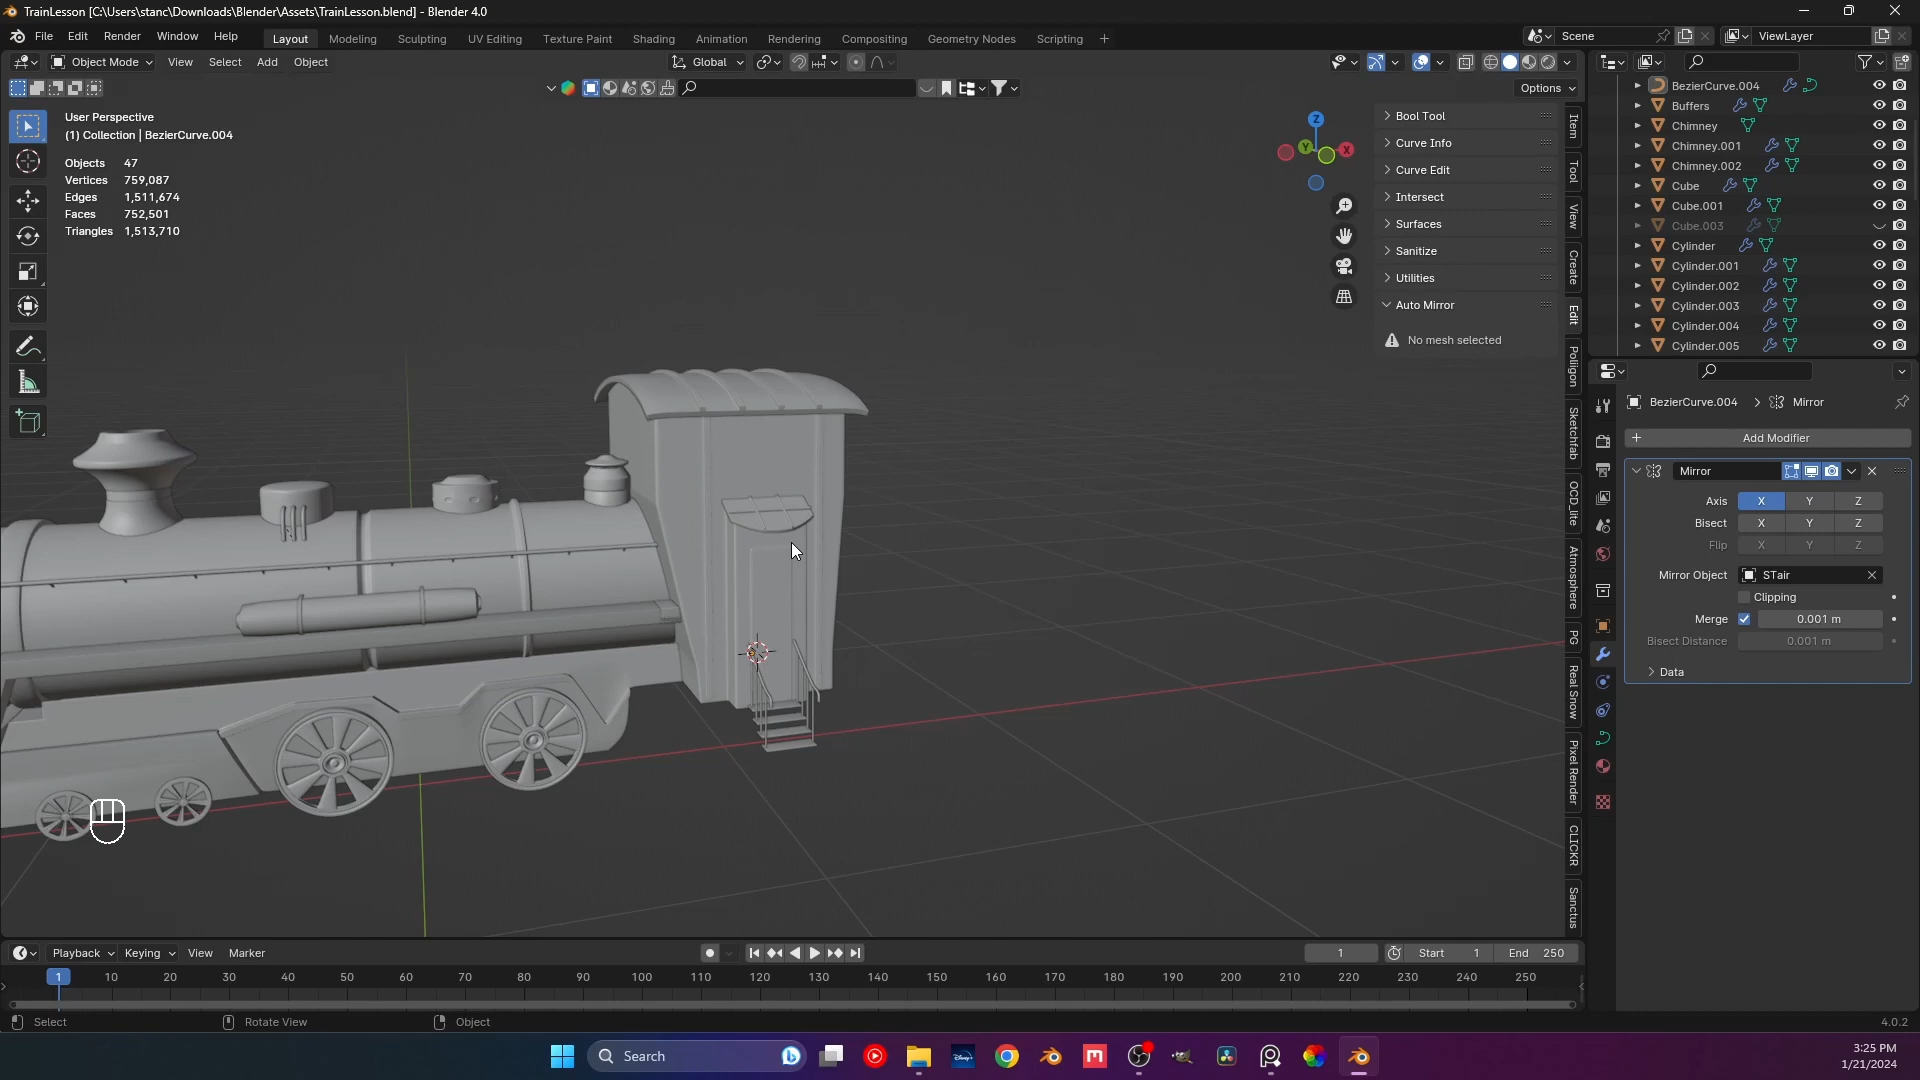 TrainLesson [C:\Users\stanc\Downloads\Blender\Assets\TrainLesson.blend] - Blender 4.0
File Edit Render Window Help Layout Modeling Sculpting UV Editing Texture Paint Shading Animation Rendering Compositing Geometry Nodes Scripting + Scene ViewLayer
Object Mode View Select Add Object Global
Options
User Perspective
(1) Collection | BezierCurve.004
Objects 47
Vertices 759,087
Edges 1,511,674
Faces 752,501
Triangles 1,513,710
Z
Y X
Bool Tool
Curve Info
Curve Edit
Intersect
Surfaces
Sanitize
Utilities
Auto Mirror
No mesh selected
Item
Tool
View
Create
Edit
Poliigon
Sketchfab
OCD_lite
Atmosphere
PG
Real Snow
Pixel Render
CLICKR
Sanctus
BezierCurve.004
Buffers
Chimney
Chimney.001
Chimney.002
Cube
Cube.001
Cube.003
Cylinder
Cylinder.001
Cylinder.002
Cylinder.003
Cylinder.004
Cylinder.005
BezierCurve.004 > Mirror
+ Add Modifier
Mirror
Axis X Y Z
Bisect X Y Z
Flip X Y Z
Mirror Object STair
Clipping
Merge 0.001 m
Bisect Distance 0.001 m
Data
Playback Keying View Marker 1 Start 1 End 250
1 10 20 30 40 50 60 70 80 90 100 110 120 130 140 150 160 170 180 190 200 210 220 230 240 250
Select Rotate View Object 4.0.2
Search
Disney+
3:25 PM
1/21/2024